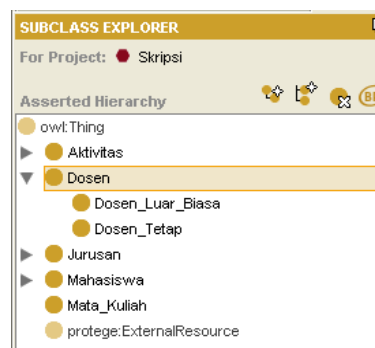 SUBCLASS EXPLORER
For Project: Skripsi
Asserted Hierarchy
owl:Thing
Aktivitas
Dosen
Dosen_Luar_Biasa
Dosen_Tetap
Jurusan
Mahasiswa
Mata_Kuliah
protege:ExternalResource